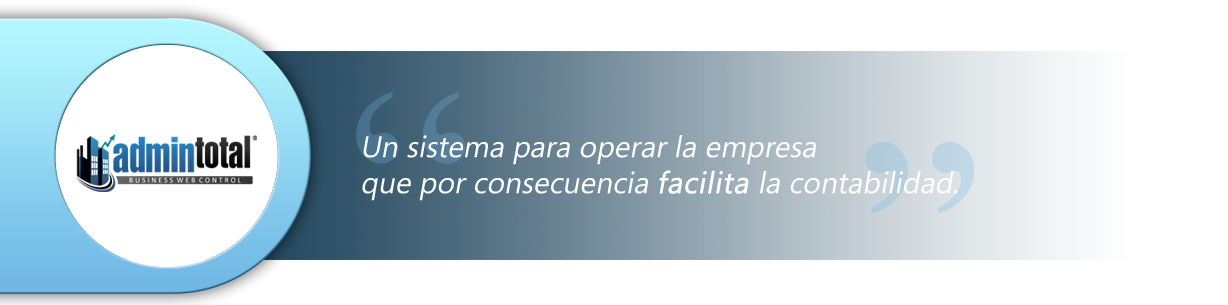 admintotal®
BUSINESS WEB CONTROL
“
Un sistema para operar la empresa
que por consecuencia facilita la contabilidad.
”